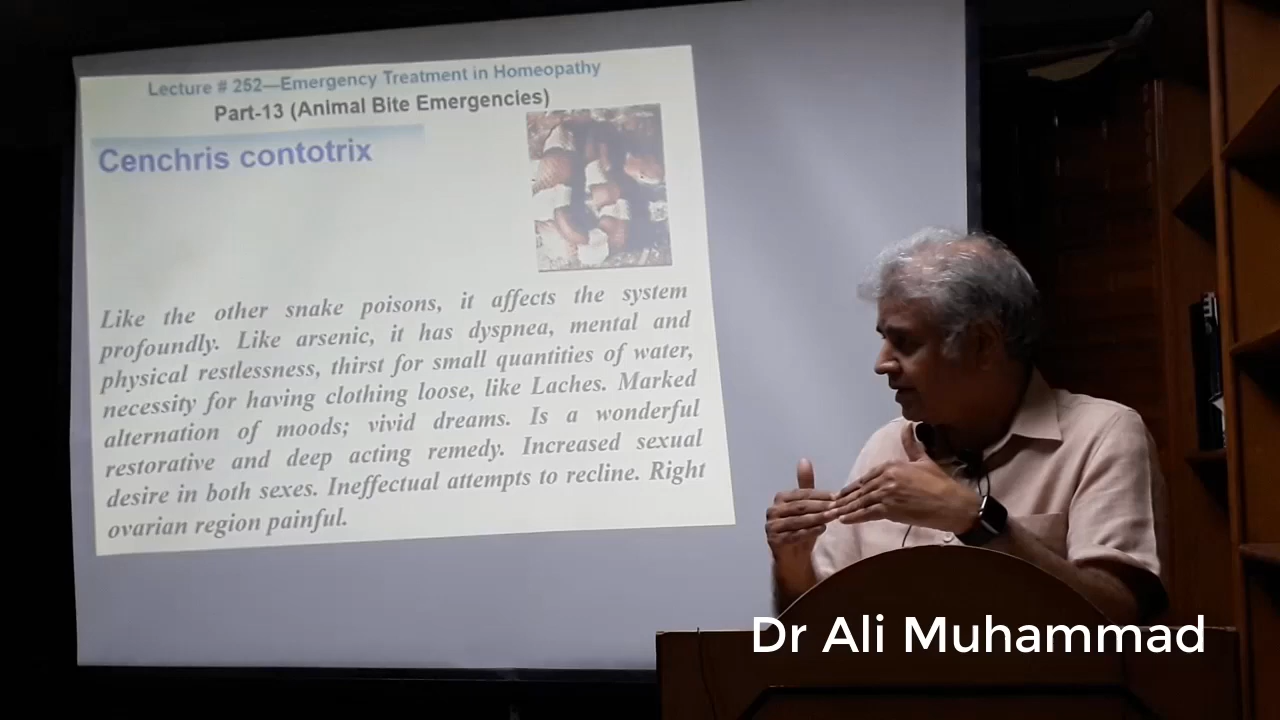 Lecture # 252—Emergency Treatment in Homeopathy
Part-13 (Animal Bite Emergencies)
Cenchris contotrix
Like the other snake poisons, it affects the system
profoundly. Like arsenic, it has dyspnea, mental and
physical restlessness, thirst for small quantities of water,
necessity for having clothing loose, like Laches. Marked
alternation of moods; vivid dreams. Is a wonderful
restorative and deep acting remedy. Increased sexual
desire in both sexes. Ineffectual attempts to recline. Right
ovarian region painful.
Dr Ali Muhammad